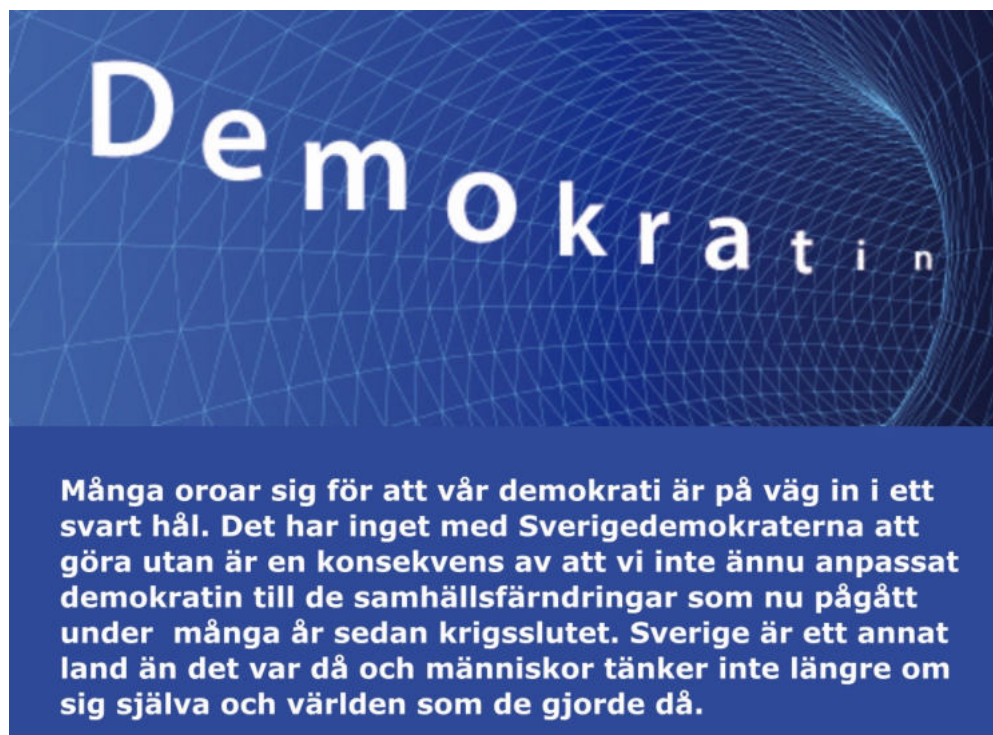 Demokratin
Många oroar sig för att vår demokrati är på väg in i ett
svart hål. Det har inget med Sverigedemokraterna att
göra utan är en konsekvens av att vi inte ännu anpassat
demokratin till de samhällsfärndringar som nu pågått
under  många år sedan krigsslutet. Sverige är ett annat
land än det var då och människor tänker inte längre om
sig själva och världen som de gjorde då.